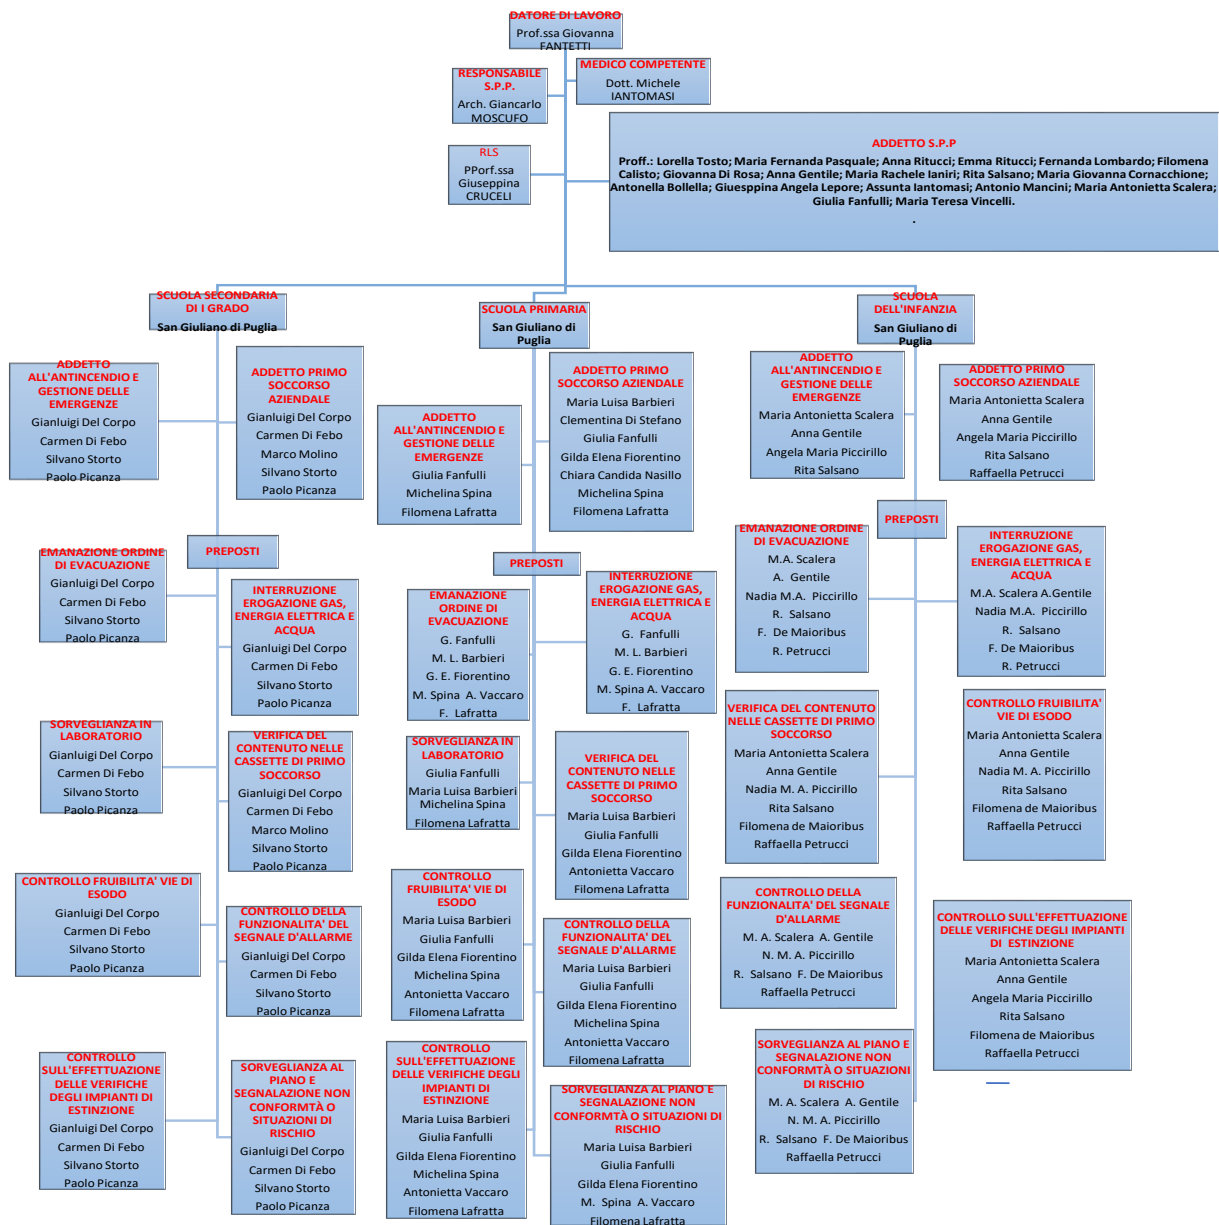 DATORE DI LAVORO
Prof.ssa Giovanna
FANTETTI
MEDICO COMPETENTE
Dott. Michele
IANTOMASI
RESPONSABILE
S.P.P.
Arch. Giancarlo
MOSCUFO
RLS
PPorf.ssa
Giuseppina
CRUCELI
ADDETTO S.P.P
Proff.: Lorella Tosto; Maria Fernanda Pasquale; Anna Ritucci; Emma Ritucci; Fernanda Lombardo; Filomena
Calisto; Giovanna Di Rosa; Anna Gentile; Maria Rachele Ianiri; Rita Salsano; Maria Giovanna Cornacchione;
Antonella Bollella; Giuesppina Angela Lepore; Assunta Iantomasi; Antonio Mancini; Maria Antonietta Scalera;
Giulia Fanfulli; Maria Teresa Vincelli.
.
SCUOLA SECONDARIA
DI I GRADO
San Giuliano di Puglia
ADDETTO
ALL'ANTINCENDIO E
GESTIONE DELLE
EMERGENZE
Gianluigi Del Corpo
Carmen Di Febo
Silvano Storto
Paolo Picanza
ADDETTO PRIMO
SOCCORSO
AZIENDALE
Gianluigi Del Corpo
Carmen Di Febo
Marco Molino
Silvano Storto
Paolo Picanza
PREPOSTI
EMANAZIONE ORDINE
DI EVACUAZIONE
Gianluigi Del Corpo
Carmen Di Febo
Silvano Storto
Paolo Picanza
INTERRUZIONE
EROGAZIONE GAS,
ENERGIA ELETTRICA E
ACQUA
Gianluigi Del Corpo
Carmen Di Febo
Silvano Storto
Paolo Picanza
SORVEGLIANZA IN
LABORATORIO
Gianluigi Del Corpo
Carmen Di Febo
Silvano Storto
Paolo Picanza
VERIFICA DEL
CONTENUTO NELLE
CASSETTE DI PRIMO
SOCCORSO
Gianluigi Del Corpo
Carmen Di Febo
Marco Molino
Silvano Storto
Paolo Picanza
CONTROLLO FRUIBILITA' VIE DI
ESODO
Gianluigi Del Corpo
Carmen Di Febo
Silvano Storto
Paolo Picanza
CONTROLLO DELLA
FUNZIONALITA' DEL
SEGNALE D'ALLARME
Gianluigi Del Corpo
Carmen Di Febo
Silvano Storto
Paolo Picanza
CONTROLLO
SULL'EFFETTUAZIONE
DELLE VERIFICHE
DEGLI IMPIANTI DI
ESTINZIONE
Gianluigi Del Corpo
Carmen Di Febo
Silvano Storto
Paolo Picanza
SORVEGLIANZA AL
PIANO E
SEGNALAZIONE NON
CONFORMTÀ O
SITUAZIONI DI
RISCHIO
Gianluigi Del Corpo
Carmen Di Febo
Silvano Storto
Paolo Picanza
SCUOLA PRIMARIA
San Giuliano di
Puglia
ADDETTO
ALL'ANTINCENDIO E
GESTIONE DELLE
EMERGENZE
Giulia Fanfulli
Michelina Spina
Filomena Lafratta
ADDETTO PRIMO
SOCCORSO AZIENDALE
Maria Luisa Barbieri
Clementina Di Stefano
Giulia Fanfulli
Gilda Elena Fiorentino
Chiara Candida Nasillo
Michelina Spina
Filomena Lafratta
PREPOSTI
EMANAZIONE
ORDINE DI
EVACUAZIONE
G. Fanfulli
M. L. Barbieri
G. E. Fiorentino
M. Spina A. Vaccaro
F. Lafratta
INTERRUZIONE
EROGAZIONE GAS,
ENERGIA ELETTRICA E
ACQUA
G. Fanfulli
M. L. Barbieri
G. E. Fiorentino
M. Spina A. Vaccaro
F. Lafratta
SORVEGLIANZA IN
LABORATORIO
Giulia Fanfulli
Maria Luisa Barbieri
Michelina Spina
Filomena Lafratta
VERIFICA DEL
CONTENUTO NELLE
CASSETTE DI PRIMO
SOCCORSO
Maria Luisa Barbieri
Giulia Fanfulli
Gilda Elena Fiorentino
Antonietta Vaccaro
Filomena Lafratta
CONTROLLO
FRUIBILITA' VIE DI
ESODO
Maria Luisa Barbieri
Giulia Fanfulli
Gilda Elena Fiorentino
Michelina Spina
Antonietta Vaccaro
Filomena Lafratta
CONTROLLO DELLA
FUNZIONALITA' DEL
SEGNALE D'ALLARME
Maria Luisa Barbieri
Giulia Fanfulli
Gilda Elena Fiorentino
Michelina Spina
Antonietta Vaccaro
Filomena Lafratta
CONTROLLO
SULL'EFFETTUAZIONE
DELLE VERIFICHE DEGLI
IMPIANTI DI
ESTINZIONE
Maria Luisa Barbieri
Giulia Fanfulli
Gilda Elena Fiorentino
Michelina Spina
Antonietta Vaccaro
Filomena Lafratta
SORVEGLIANZA AL PIANO E
SEGNALAZIONE NON
CONFORMTÀ O SITUAZIONI DI
RISCHIO
Maria Luisa Barbieri
Giulia Fanfulli
Gilda Elena Fiorentino
M. Spina A. Vaccaro
Filomena Lafratta
SCUOLA
DELL'INFANZIA
San Giuliano di
Puglia
ADDETTO
ALL'ANTINCENDIO E
GESTIONE DELLE
EMERGENZE
Maria Antonietta Scalera
Anna Gentile
Angela Maria Piccirillo
Rita Salsano
ADDETTO PRIMO
SOCCORSO AZIENDALE
Maria Antonietta Scalera
Anna Gentile
Angela Maria Piccirillo
Rita Salsano
Raffaella Petrucci
PREPOSTI
EMANAZIONE ORDINE
DI EVACUAZIONE
M.A. Scalera
A. Gentile
Nadia M.A. Piccirillo
R. Salsano
F. De Maioribus
R. Petrucci
INTERRUZIONE
EROGAZIONE GAS,
ENERGIA ELETTRICA E
ACQUA
M.A. Scalera A.Gentile
Nadia M.A. Piccirillo
R. Salsano
F. De Maioribus
R. Petrucci
VERIFICA DEL CONTENUTO
NELLE CASSETTE DI PRIMO
SOCCORSO
Maria Antonietta Scalera
Anna Gentile
Nadia M. A. Piccirillo
Rita Salsano
Filomena de Maioribus
Raffaella Petrucci
CONTROLLO FRUIBILITA'
VIE DI ESODO
Maria Antonietta Scalera
Anna Gentile
Nadia M. A. Piccirillo
Rita Salsano
Filomena de Maioribus
Raffaella Petrucci
CONTROLLO DELLA
FUNZIONALITA' DEL SEGNALE
D'ALLARME
M. A. Scalera A. Gentile
N. M. A. Piccirillo
R. Salsano F. De Maioribus
Raffaella Petrucci
CONTROLLO SULL'EFFETTUAZIONE
DELLE VERIFICHE DEGLI IMPIANTI
DI ESTINZIONE
Maria Antonietta Scalera
Anna Gentile
Angela Maria Piccirillo
Rita Salsano
Filomena de Maioribus
Raffaella Petrucci
SORVEGLIANZA AL PIANO E
SEGNALAZIONE NON
CONFORMTÀ O SITUAZIONI
DI RISCHIO
M. A. Scalera A. Gentile
N. M. A. Piccirillo
R. Salsano F. De Maioribus
Raffaella Petrucci